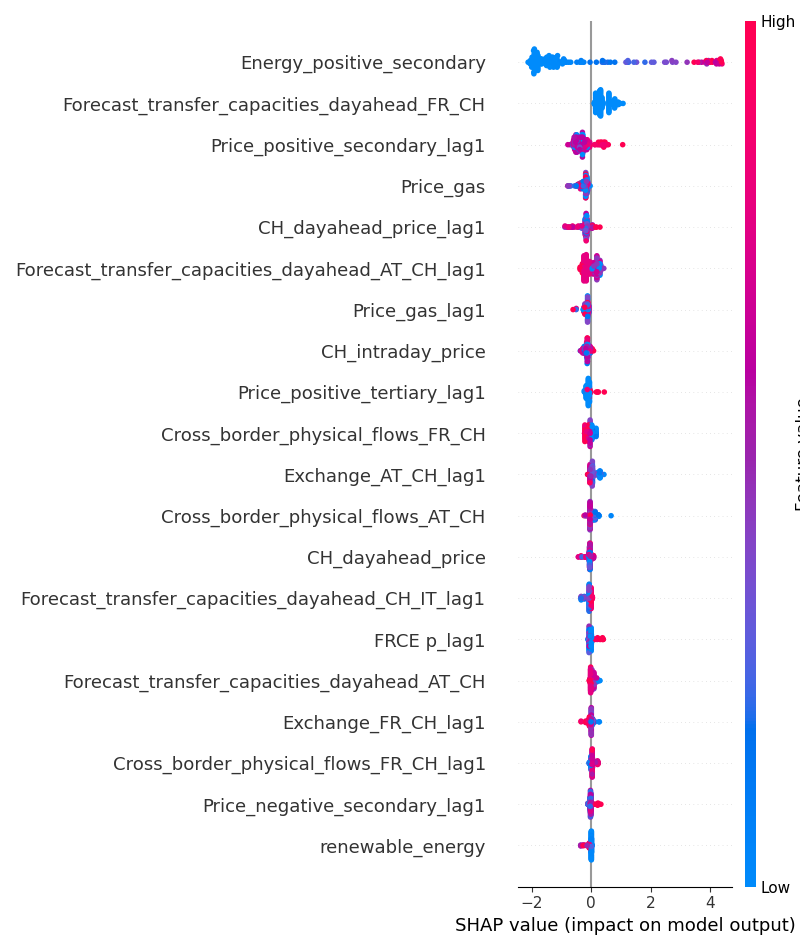 High
Energy_positive_secondary
Forecast_transfer_capacities_dayahead_FR_CH
Price_positive_secondary_lag1
Price_gas
CH_dayahead_price_lag1
Forecast_transfer_capacities_dayahead_AT_CH_lag1
Price_gas_lag1
CH_intraday_price
Price_positive_tertiary_lag1
Cross_border_physical_flows_FR_CH
Exchange_AT_CH_lag1
Cross_border_physical_flows_AT_CH
CH_dayahead_price
Forecast_transfer_capacities_dayahead_CH_IT_lag1
FRCE p_lag1
Forecast_transfer_capacities_dayahead_AT_CH
Exchange_FR_CH_lag1
Cross_border_physical_flows_FR_CH_lag1
Price_negative_secondary_lag1
renewable_energy
Low
−2 0 2 4
SHAP value (impact on model output)